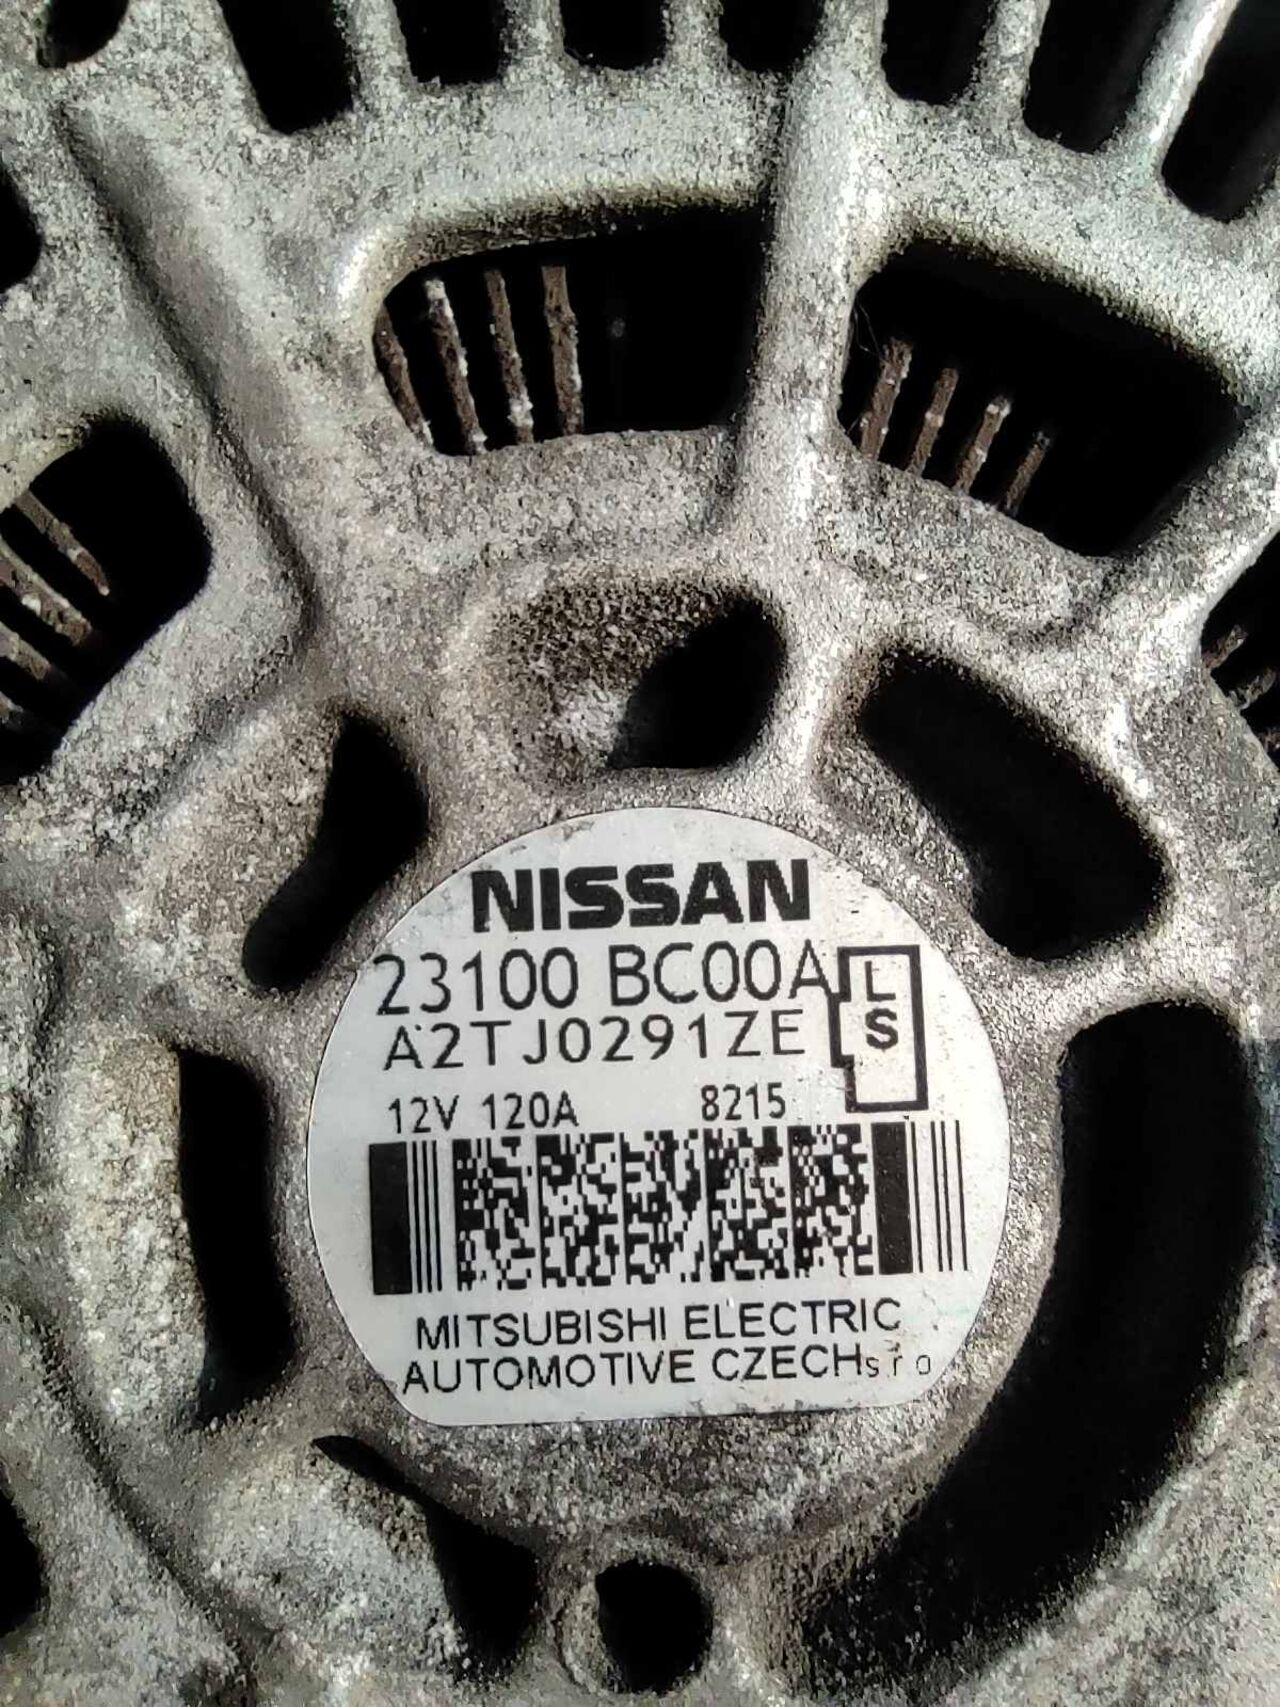 NISSAN
23100 BC00A
L
A2TJ0291ZE
S
12V 120A 8215
MITSUBISHI ELECTRIC
AUTOMOTIVE CZECH s r o